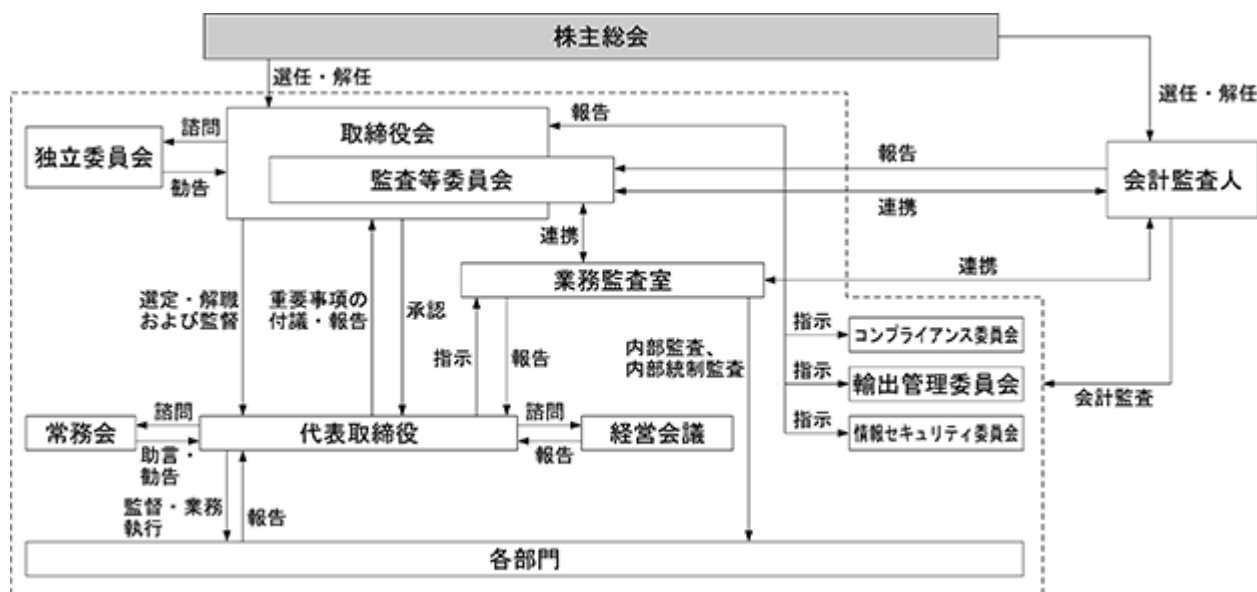 株主総会
選任・解任
選任・解任
取締役会
報告
諮問
独立委員会
勧告
監査等委員会
報告
会計監査人
連携
連携
業務監査室
連携
選定・解職
および監督
重要事項の
付議・報告
承認
指示
報告
内部監査、
内部統制監査
指示
コンプライアンス委員会
指示
輸出管理委員会
会計監査
指示
情報セキュリティ委員会
常務会
諮問
助言・
勧告
代表取締役
諮問
報告
経営会議
監督・業務
執行
報告
各部門